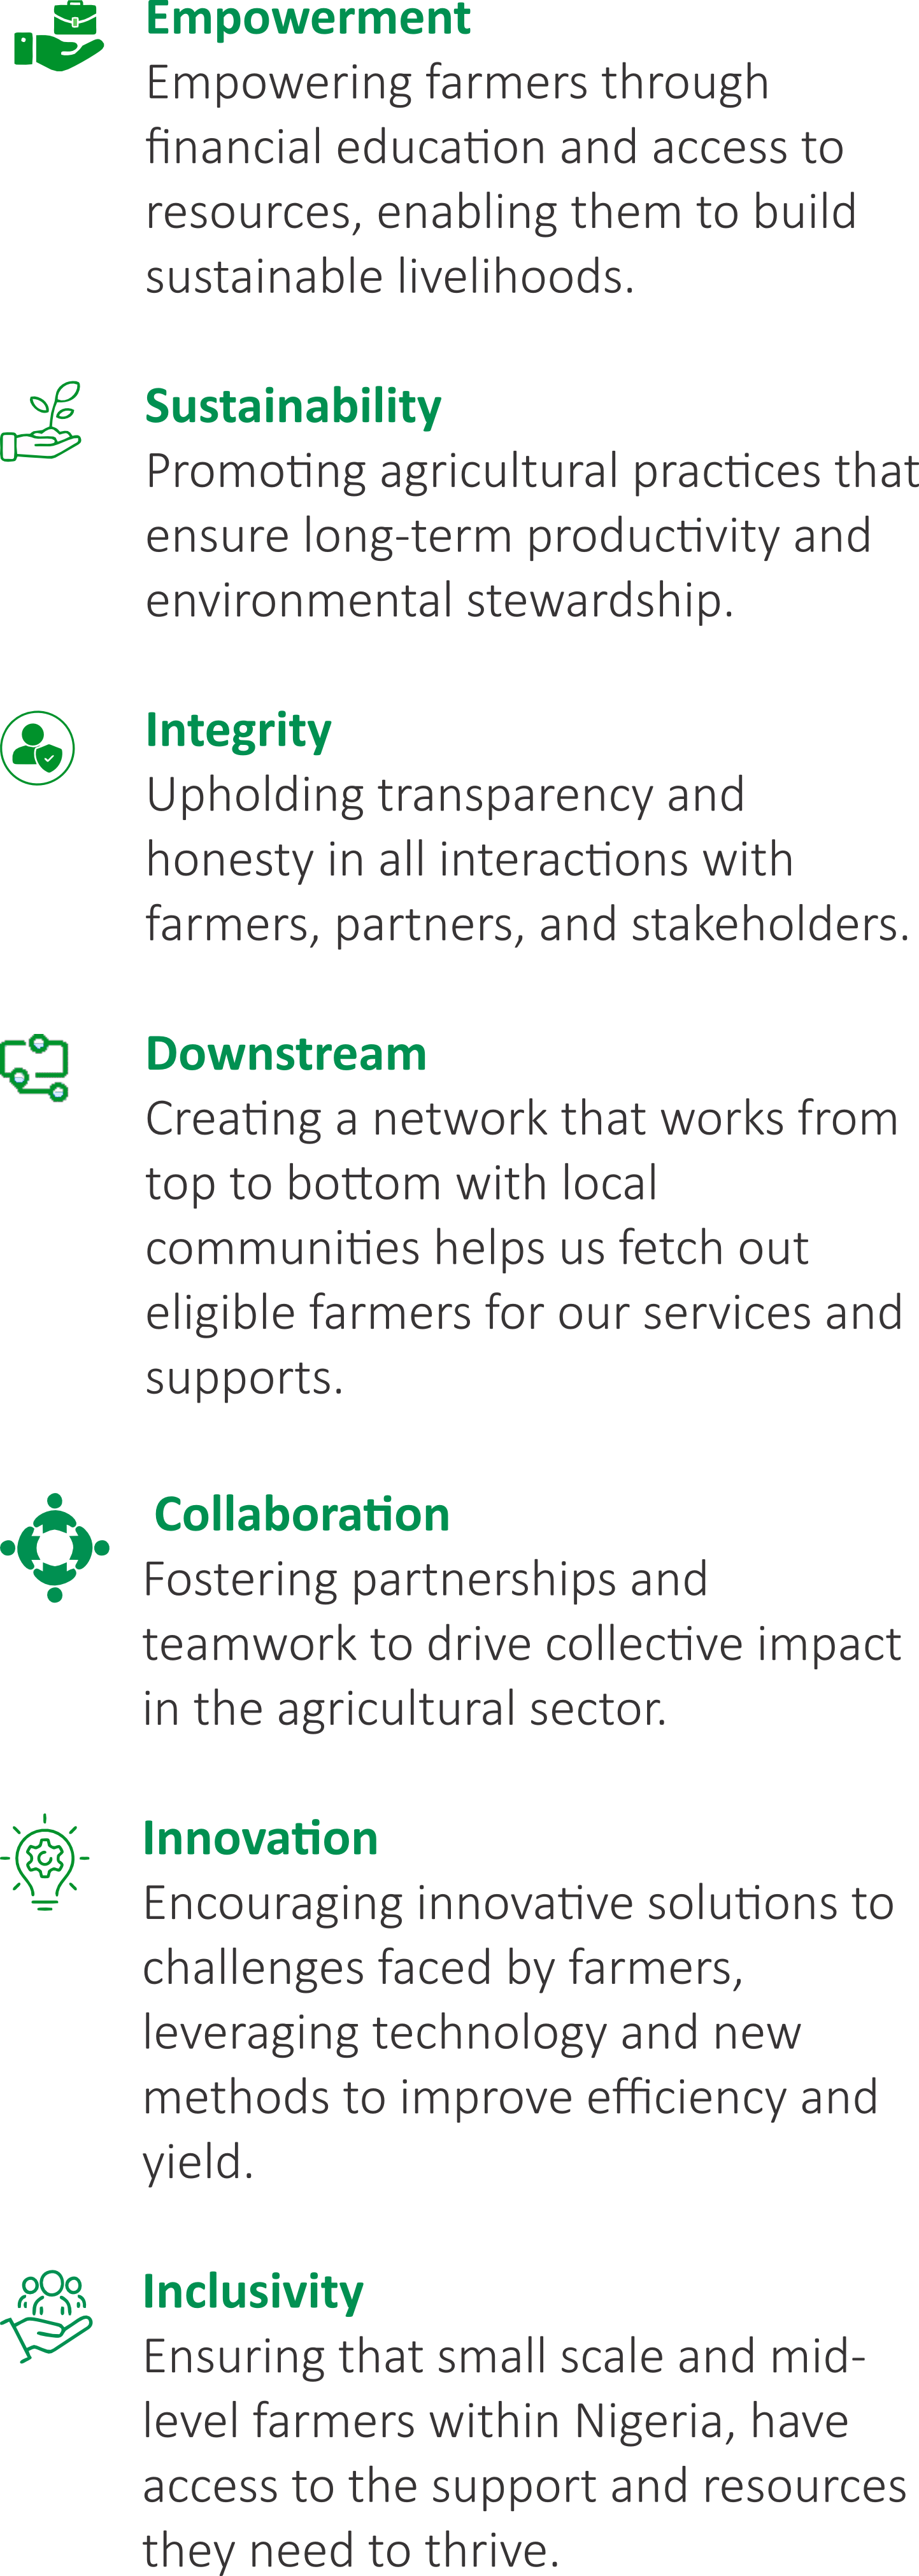 Empowerment
Empowering farmers through
financial education and access to
resources, enabling them to build
sustainable livelihoods.
Sustainability
Promoting agricultural practices that
ensure long-term productivity and
environmental stewardship.
Integrity
Upholding transparency and
honesty in all interactions with
farmers, partners, and stakeholders.
Downstream
Creating a network that works from
top to bottom with local
communities helps us fetch out
eligible farmers for our services and
supports.
Collaboration
Fostering partnerships and
teamwork to drive collective impact
in the agricultural sector.
Innovation
Encouraging innovative solutions to
challenges faced by farmers,
leveraging technology and new
methods to improve efficiency and
yield.
Inclusivity
Ensuring that small scale and mid-
level farmers within Nigeria, have
access to the support and resources
they need to thrive.